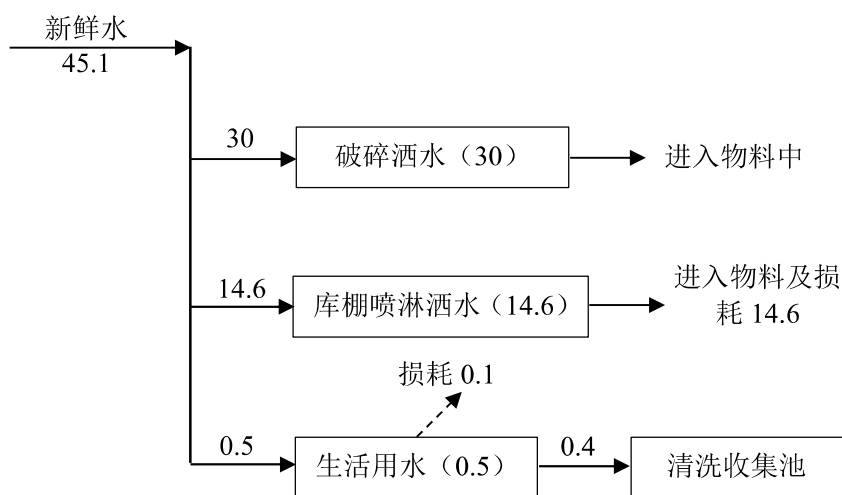 新鲜水
45.1
30
破碎洒水（30）
进入物料中
14.6
库棚喷淋洒水（14.6）
进入物料及损
耗 14.6
损耗 0.1
0.5
生活用水（0.5）
0.4
清洗收集池